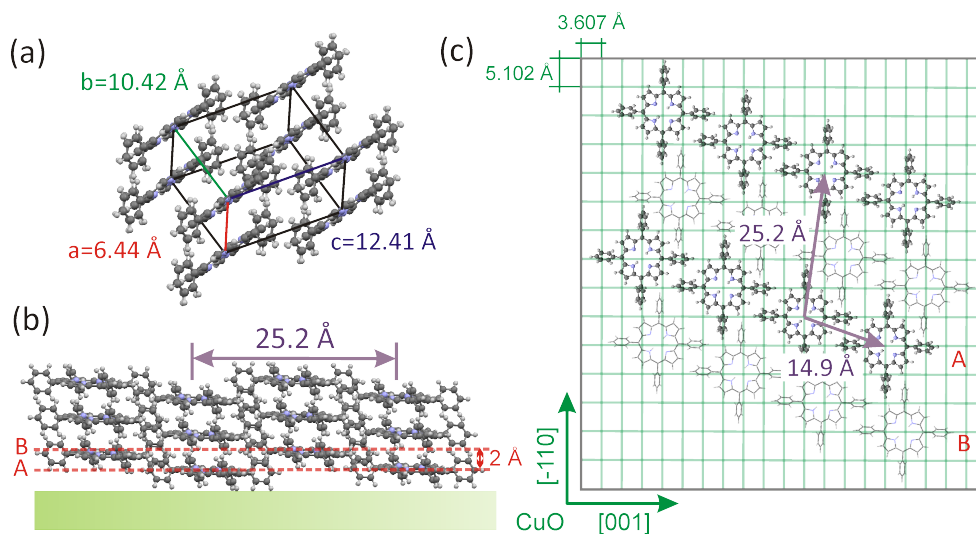 (a)
b=10.42 Å
a=6.44 Å
c=12.41 Å
(b)
25.2 Å
B
A
2 Å
(c)
3.607 Å
5.102 Å
25.2 Å
14.9 Å
A
B
[-110]
CuO [001]